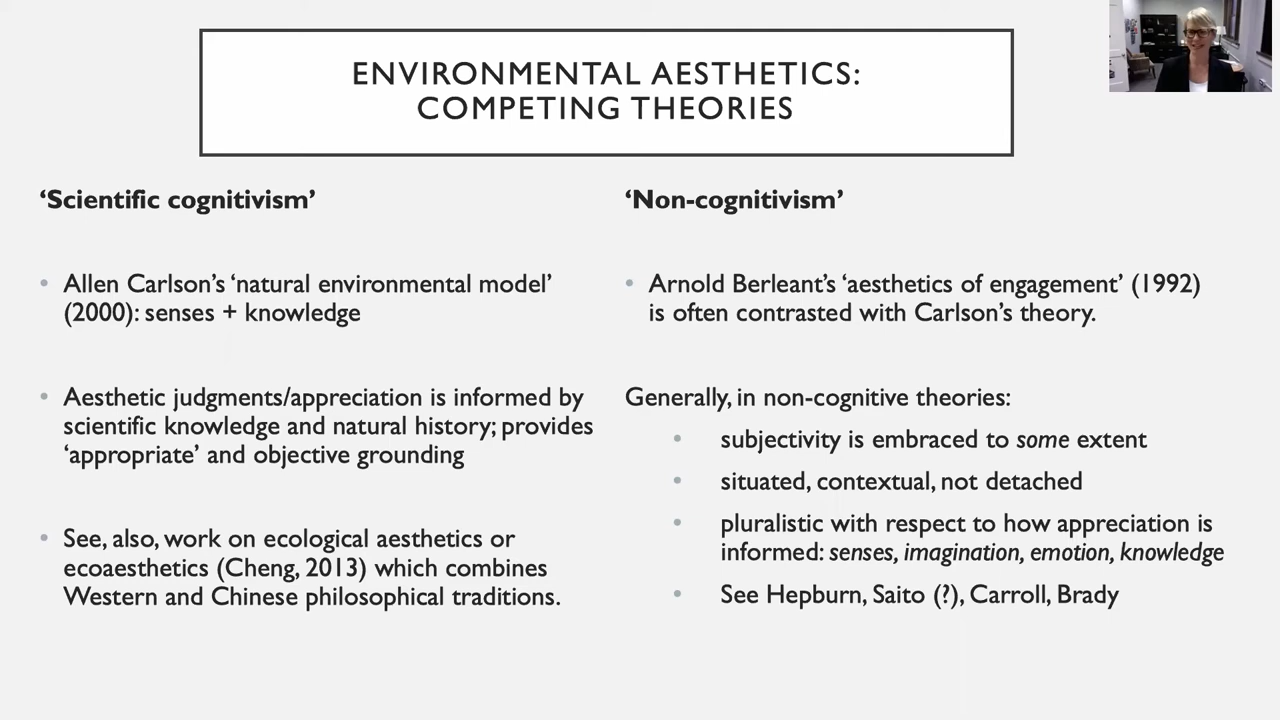 ENVIRONMENTAL AESTHETICS:
COMPETING THEORIES
‘Scientific cognitivism’
• Allen Carlson’s ‘natural environmental model’
(2000): senses + knowledge
• Aesthetic judgments/appreciation is informed by
scientific knowledge and natural history; provides
‘appropriate’ and objective grounding
• See, also, work on ecological aesthetics or
ecoaesthetics (Cheng, 2013) which combines
Western and Chinese philosophical traditions.
‘Non-cognitivism’
• Arnold Berleant’s ‘aesthetics of engagement’ (1992)
is often contrasted with Carlson’s theory.
Generally, in non-cognitive theories:
• subjectivity is embraced to some extent
• situated, contextual, not detached
• pluralistic with respect to how appreciation is
informed: senses, imagination, emotion, knowledge
• See Hepburn, Saito (?), Carroll, Brady